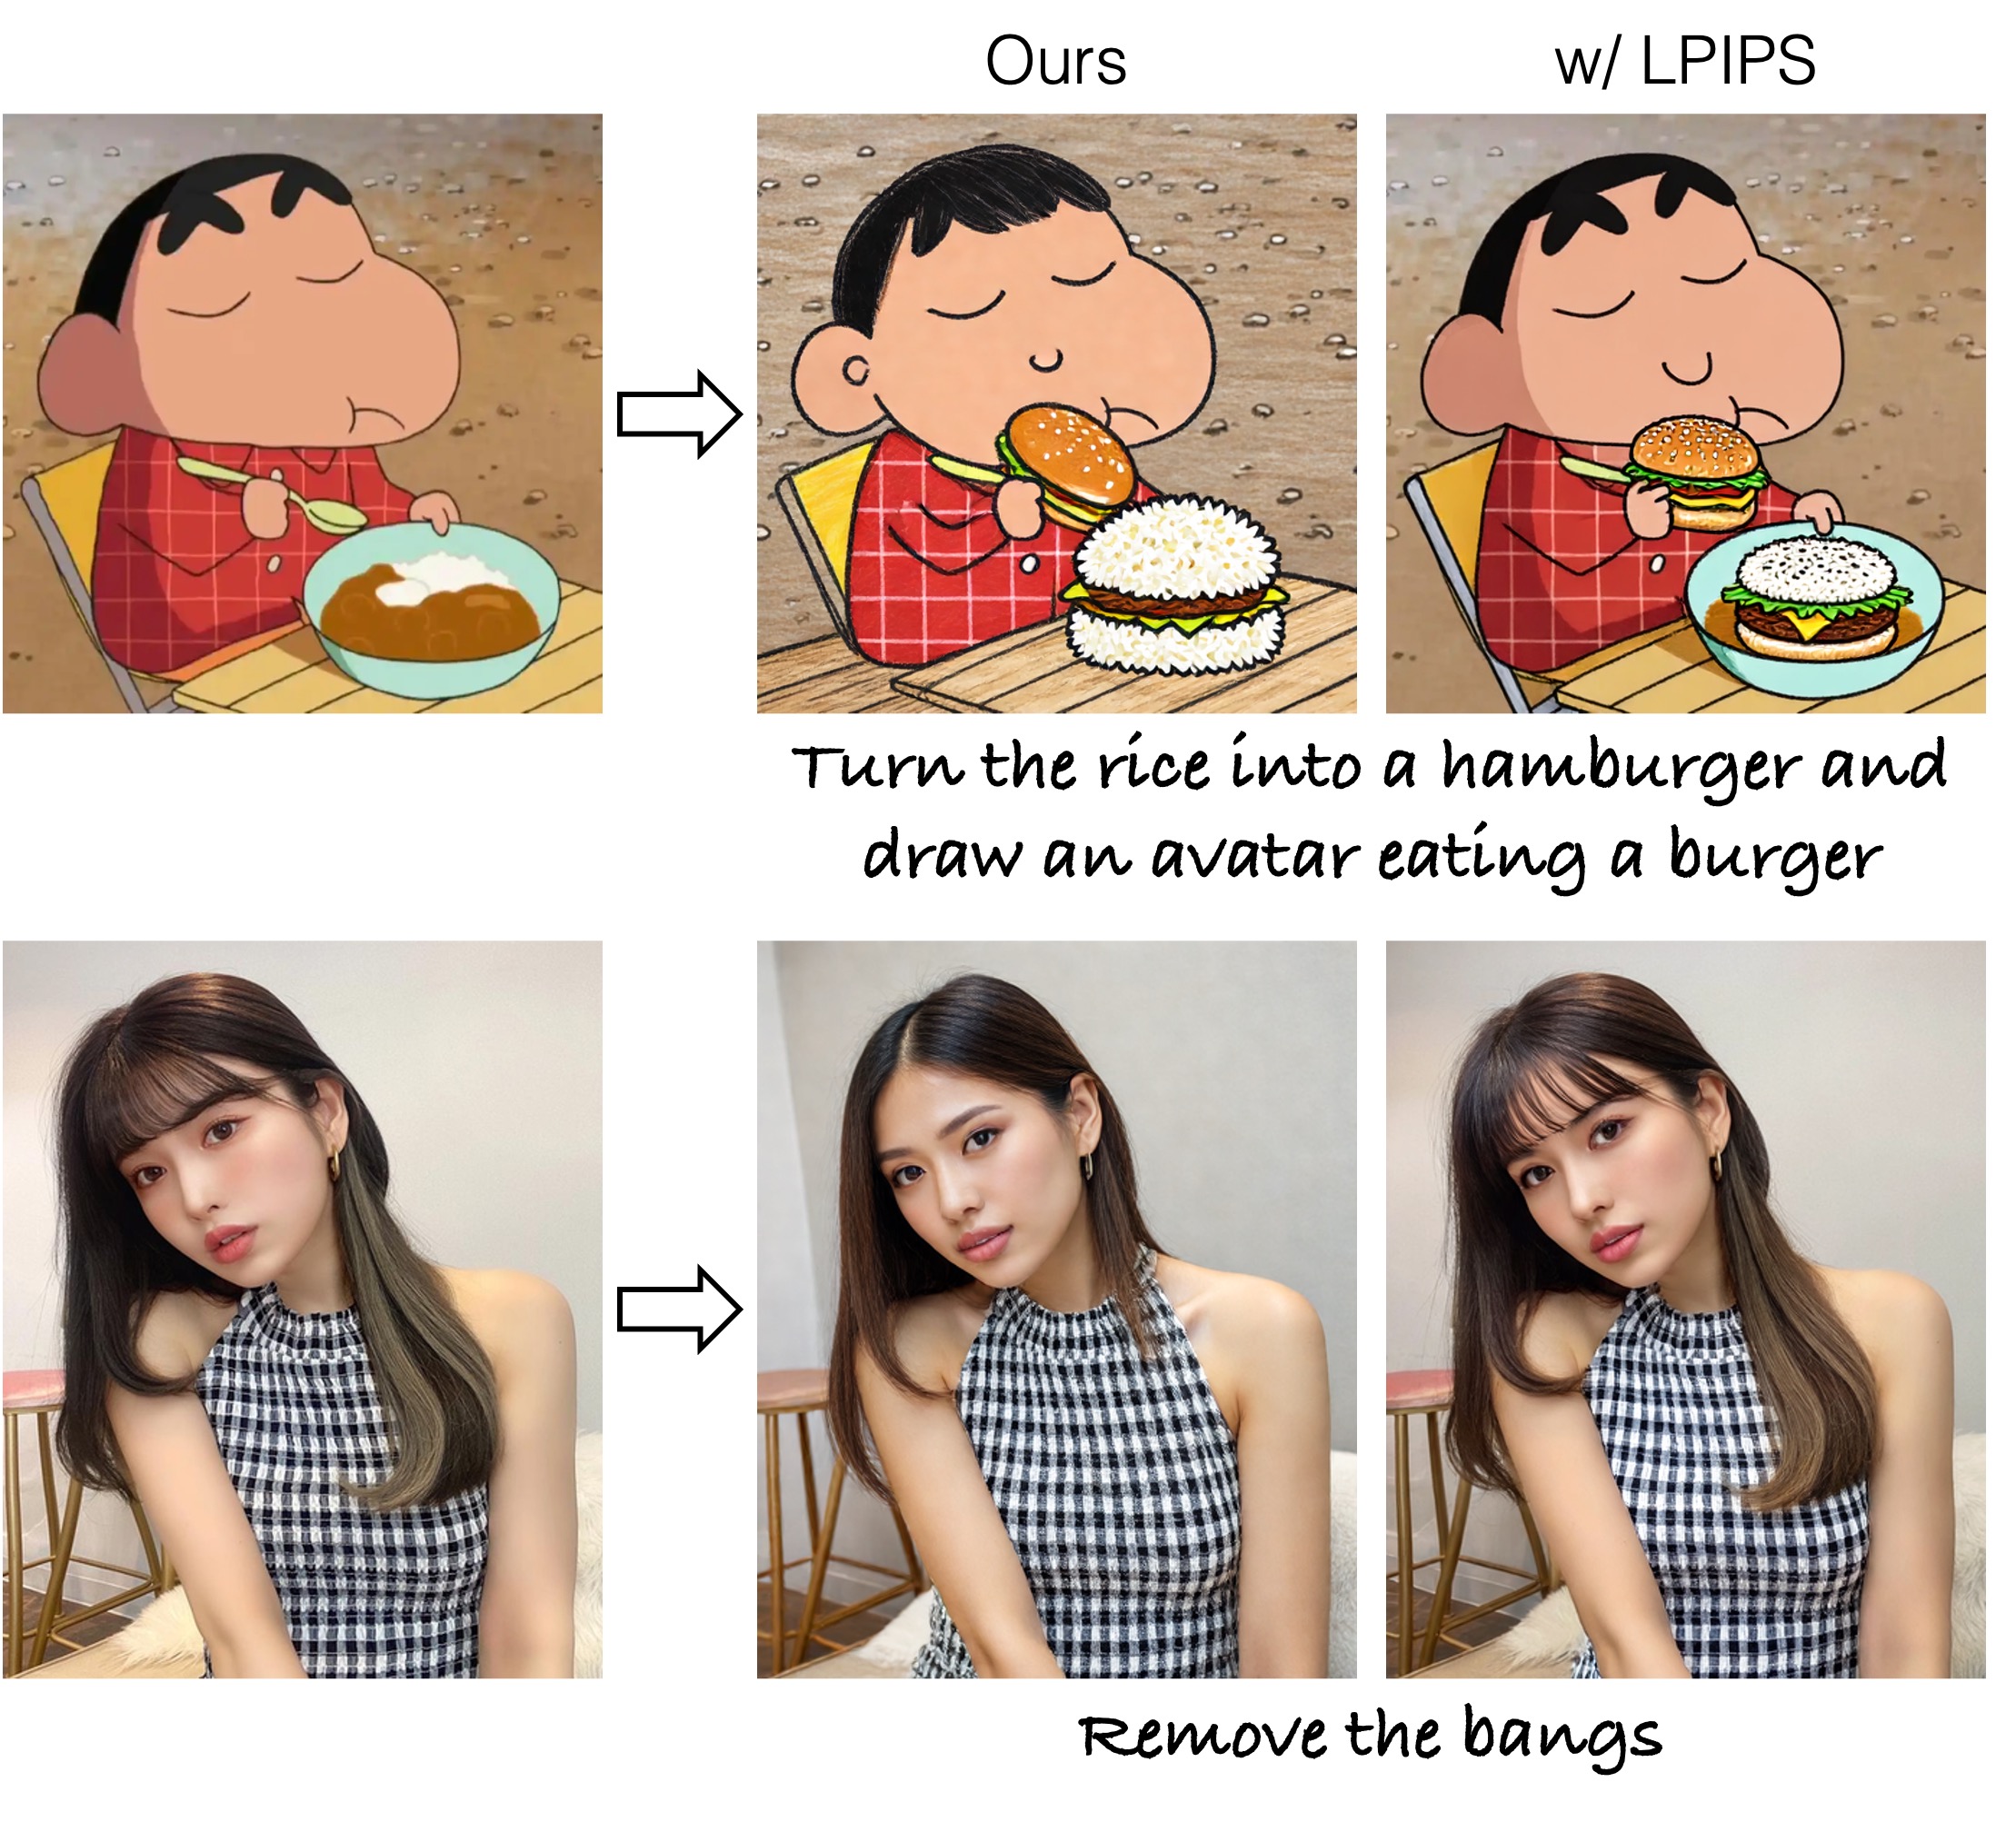 Ours
w/ LPIPS
Turn the rice into a hamburger and
draw an avatar eating a burger
Remove the bangs